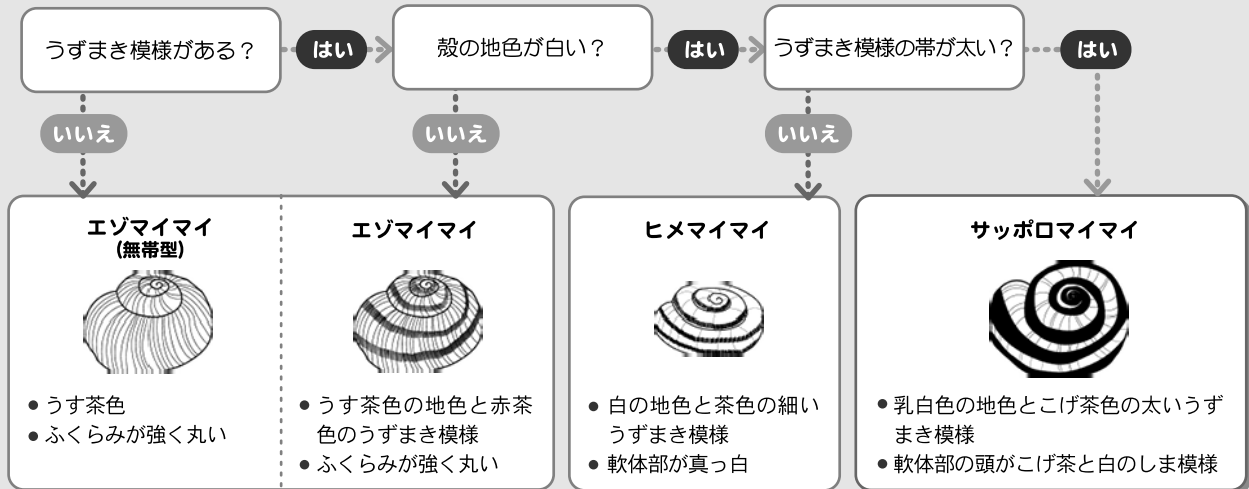 うずまき模様がある？
はい
殻の地色が白い？
はい
うずまき模様の帯が太い？
はい
いいえ
いいえ
いいえ
エゾマイマイ
(無帯型)
うす茶色
ふくらみが強く丸い
エゾマイマイ
うす茶色の地色と赤茶
色のうずまき模様
ふくらみが強く丸い
ヒメマイマイ
白の地色と茶色の細い
うずまき模様
軟体部が真っ白
サッポロマイマイ
乳白色の地色とこげ茶色の太いうず
まき模様
軟体部の頭がこげ茶と白のしま模様